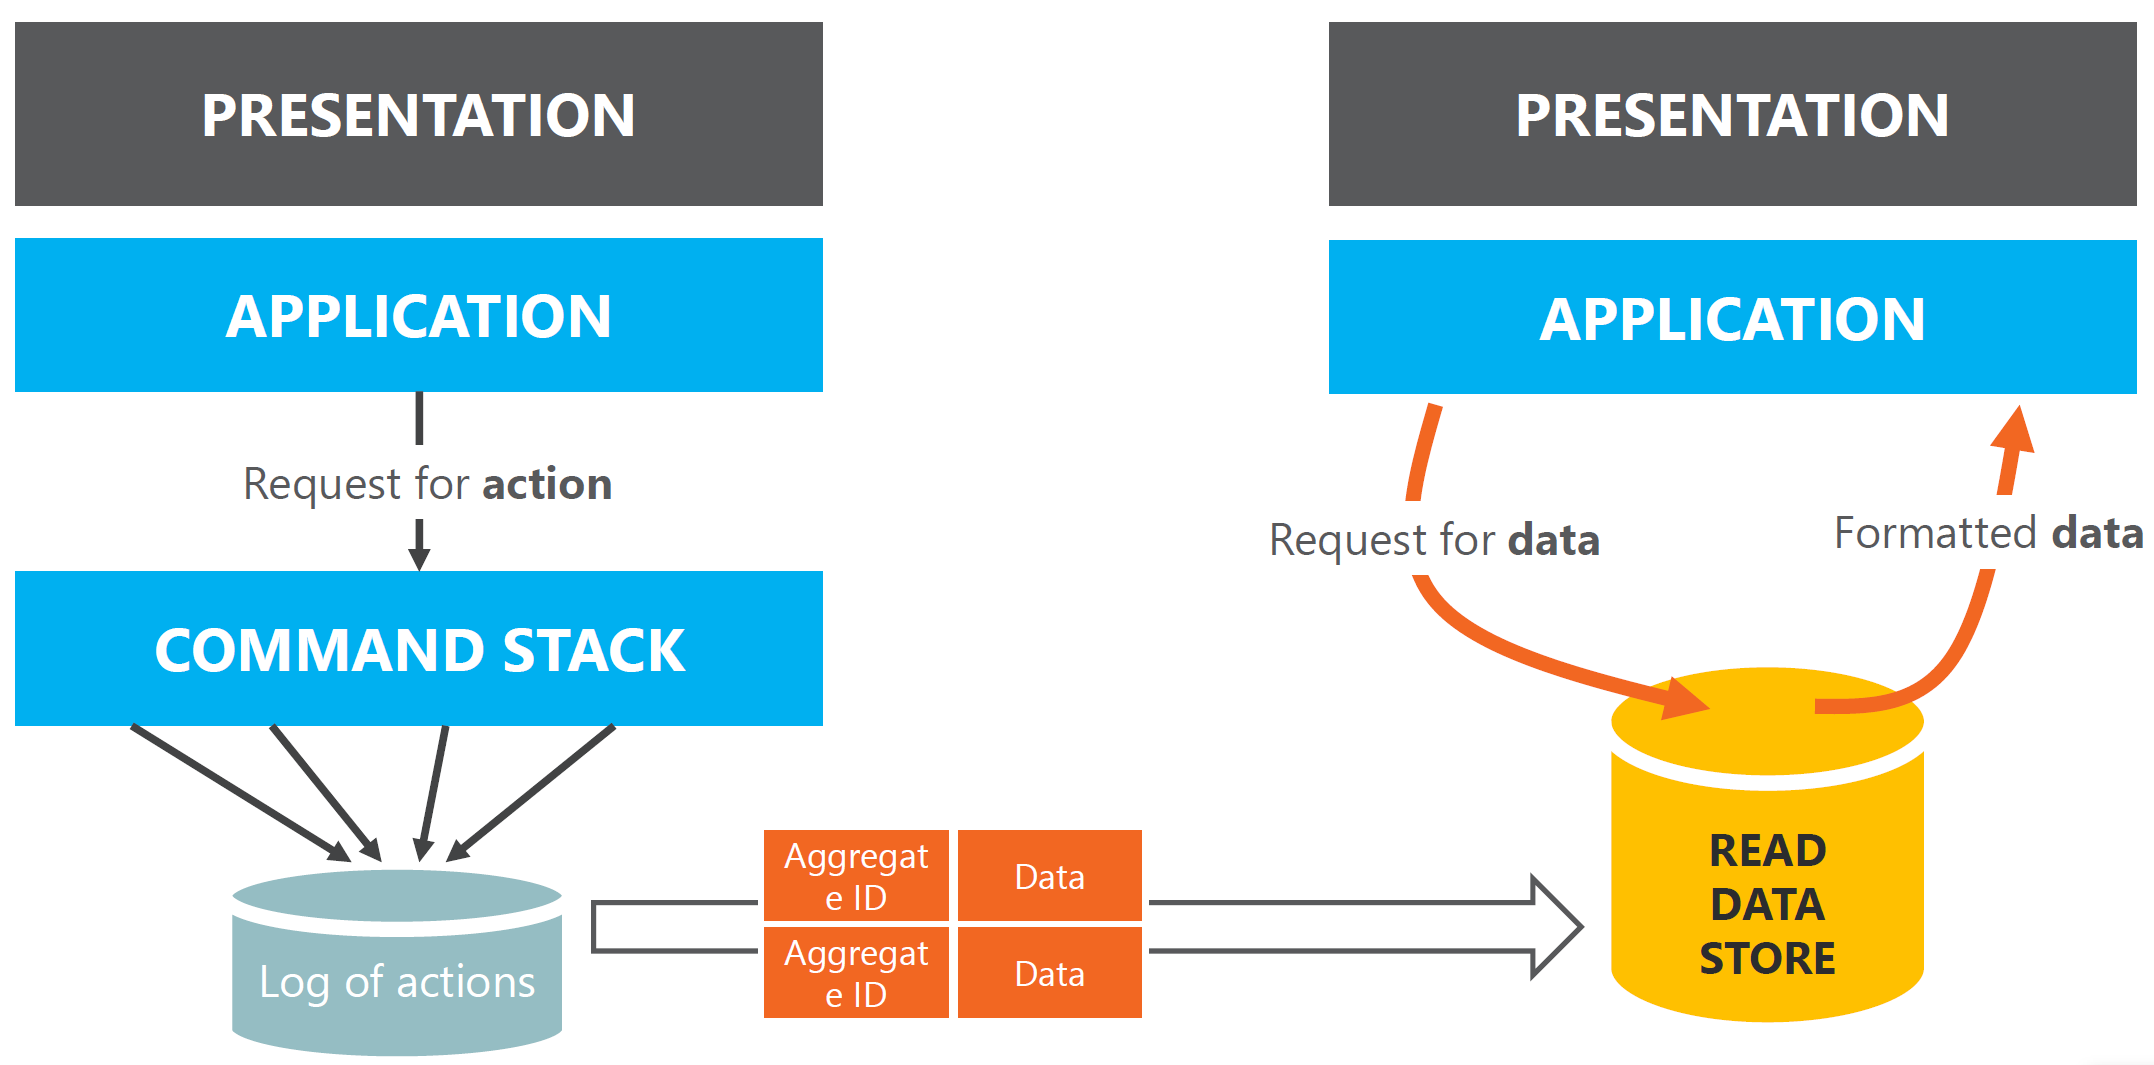 PRESENTATION
APPLICATION
Request for action
COMMAND STACK
Log of actions
Aggregat
e ID
Data
Aggregat
e ID
Data
PRESENTATION
APPLICATION
Request for data
Formatted data
READ
DATA
STORE